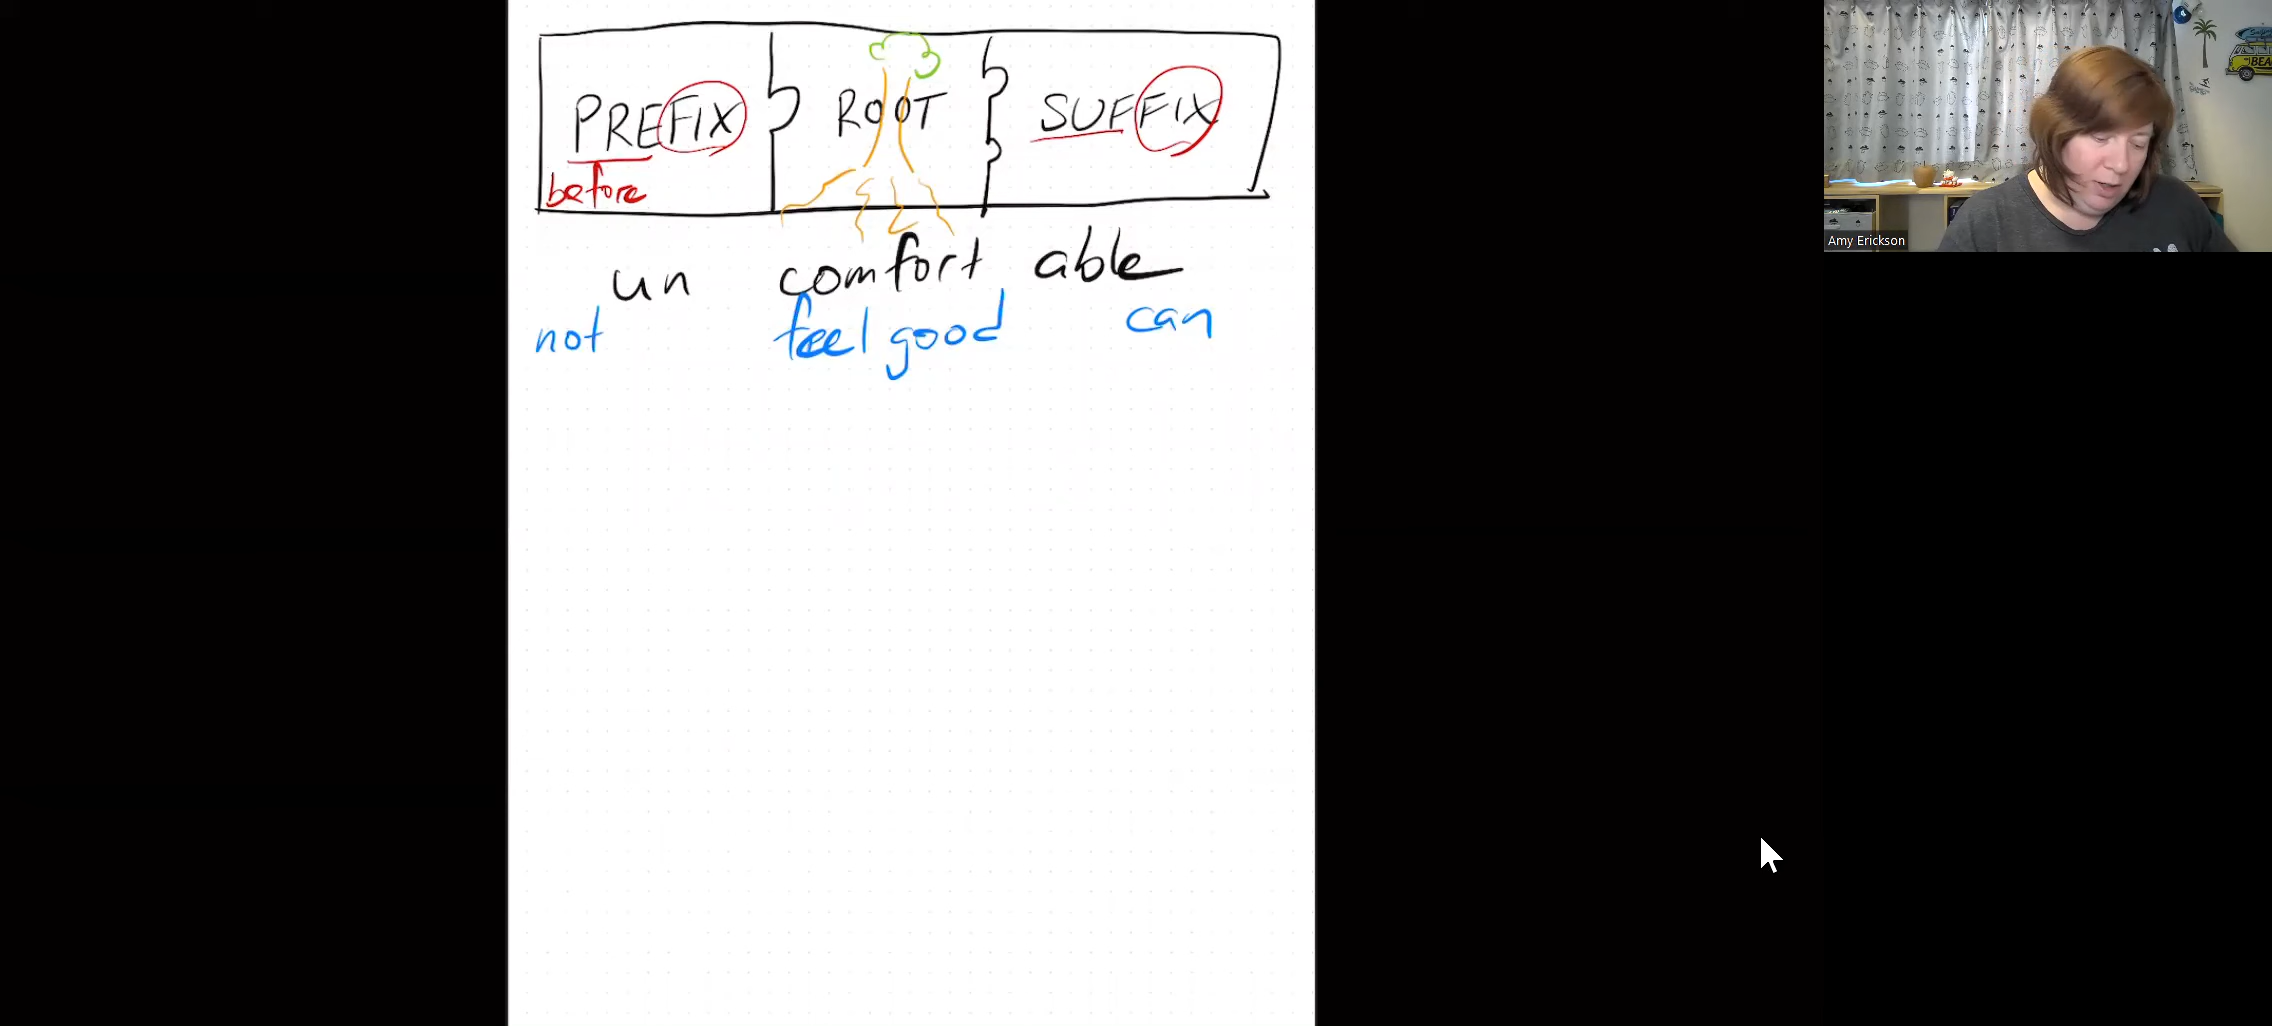 PREFIX ROOT SUFFIX
before
un comfort able
not feel good can
Amy Erickson